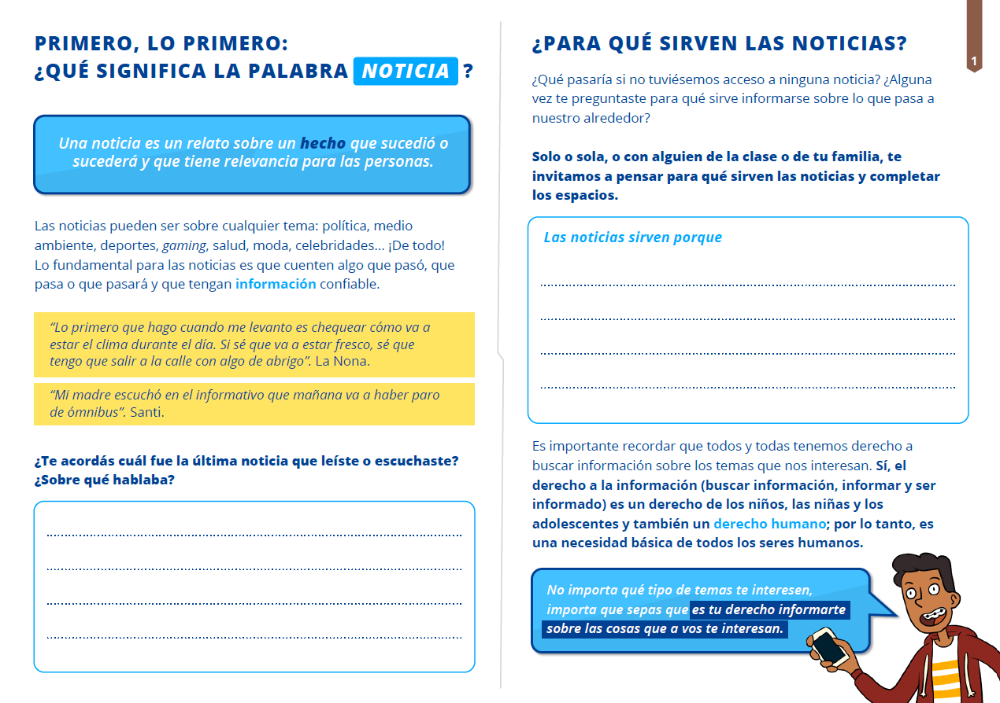 PRIMERO, LO PRIMERO:
¿QUÉ SIGNIFICA LA PALABRA NOTICIA ?
Una noticia es un relato sobre un hecho que sucedió o
sucederá y que tiene relevancia para las personas.
Las noticias pueden ser sobre cualquier tema: política, medio
ambiente, deportes, gaming, salud, moda, celebridades... ¡De todo!
Lo fundamental para las noticias es que cuenten algo que pasó, que
pasa o que pasará y que tengan información confiable.
“Lo primero que hago cuando me levanto es chequear cómo va a
estar el clima durante el día. Si sé que va a estar fresco, sé que
tengo que salir a la calle con algo de abrigo”. La Nona.
“Mi madre escuchó en el informativo que mañana va a haber paro
de ómnibus”. Santi.
¿Te acordás cuál fue la última noticia que leíste o escuchaste?
¿Sobre qué hablaba?
¿PARA QUÉ SIRVEN LAS NOTICIAS?
1
¿Qué pasaría si no tuviésemos acceso a ninguna noticia? ¿Alguna
vez te preguntaste para qué sirve informarse sobre lo que pasa a
nuestro alrededor?
Solo o sola, o con alguien de la clase o de tu familia, te
invitamos a pensar para qué sirven las noticias y completar
los espacios.
Las noticias sirven porque
Es importante recordar que todos y todas tenemos derecho a
buscar información sobre los temas que nos interesan. Sí, el
derecho a la información (buscar información, informar y ser
informado) es un derecho de los niños, las niñas y los
adolescentes y también un derecho humano; por lo tanto, es
una necesidad básica de todos los seres humanos.
No importa qué tipo de temas te interesen,
importa que sepas que es tu derecho informarte
sobre las cosas que a vos te interesan.